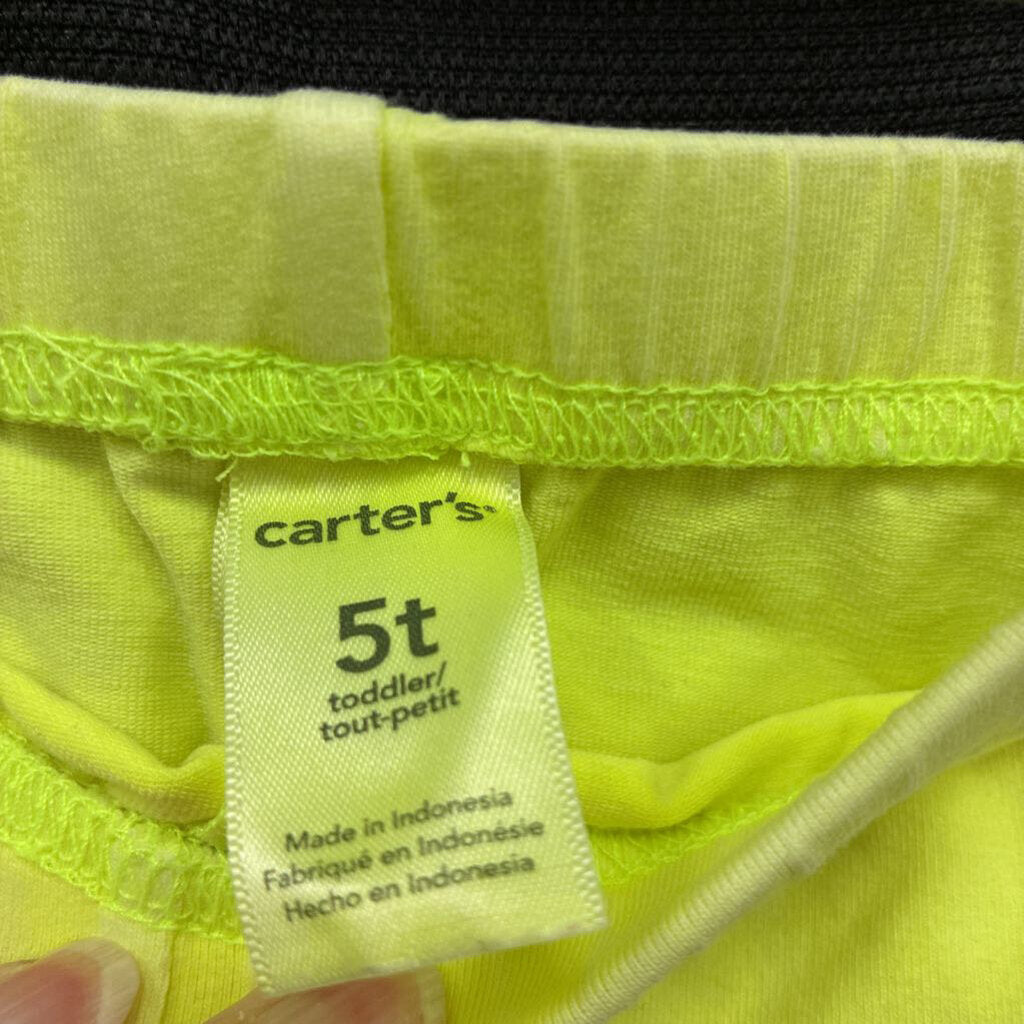 carter's®
5t
toddler/
tout-petit
Made in Indonesia
Fabriqué en Indonésie
Hecho en Indonesia